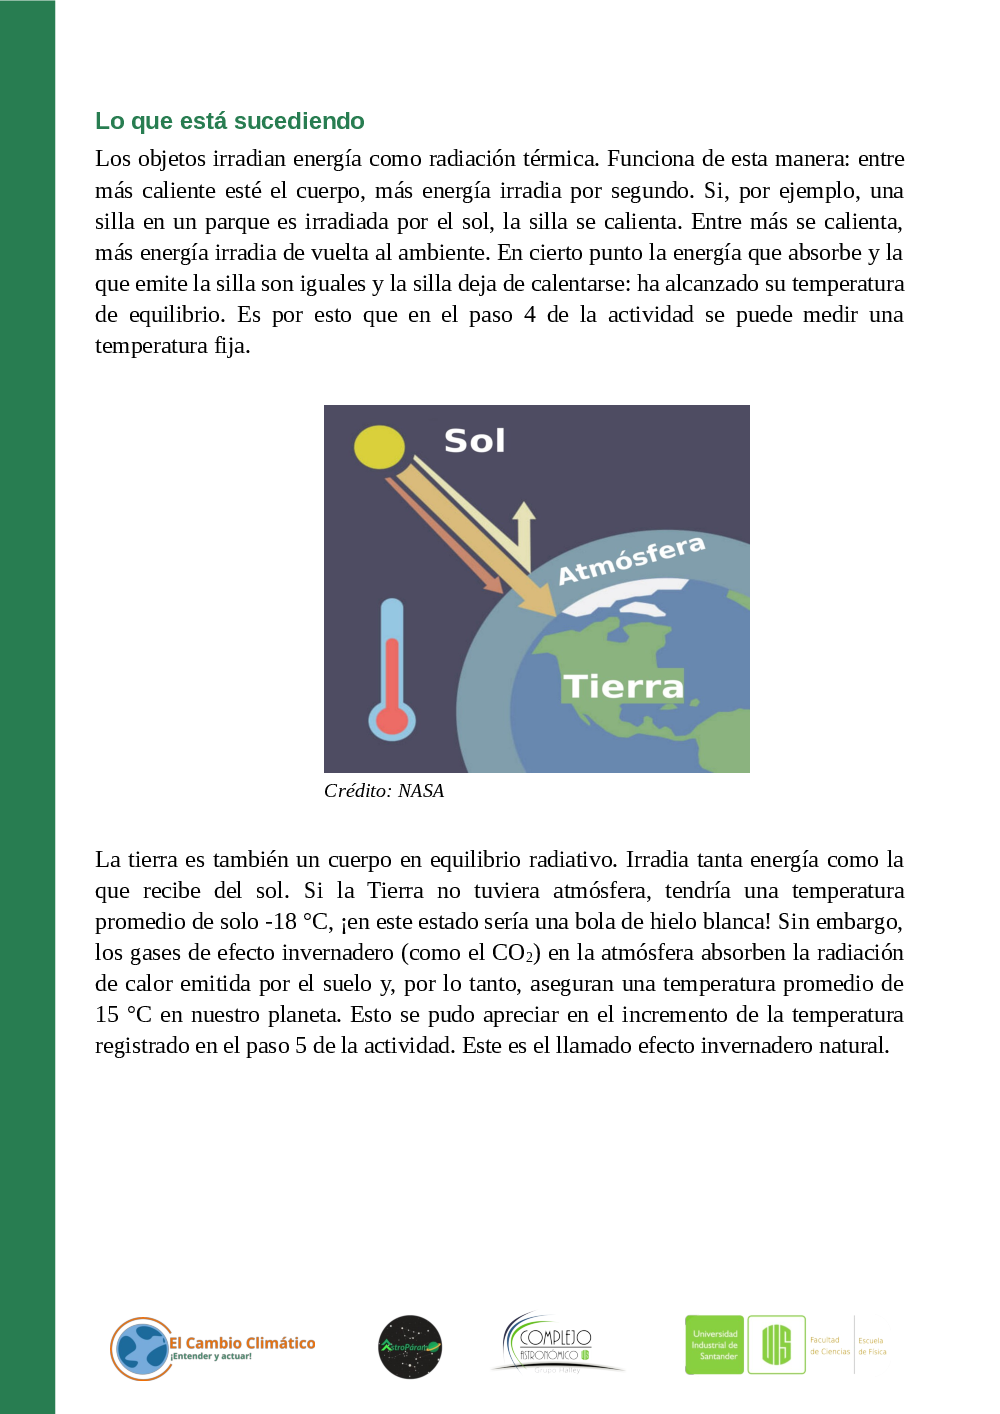 Lo que está sucediendo
Los objetos irradian energía como radiación térmica. Funciona de esta manera: entre
más caliente esté el cuerpo, más energía irradia por segundo. Si, por ejemplo, una
silla en un parque es irradiada por el sol, la silla se calienta. Entre más se calienta,
más energía irradia de vuelta al ambiente. En cierto punto la energía que absorbe y la
que emite la silla son iguales y la silla deja de calentarse: ha alcanzado su temperatura
de equilibrio. Es por esto que en el paso 4 de la actividad se puede medir una
temperatura fija.
Sol
Atmósfera
Tierra
Crédito: NASA
La tierra es también un cuerpo en equilibrio radiativo. Irradia tanta energía como la
que recibe del sol. Si la Tierra no tuviera atmósfera, tendría una temperatura
promedio de solo -18 °C, ¡en este estado sería una bola de hielo blanca! Sin embargo,
los gases de efecto invernadero (como el CO₂) en la atmósfera absorben la radiación
de calor emitida por el suelo y, por lo tanto, aseguran una temperatura promedio de
15 °C en nuestro planeta. Esto se pudo apreciar en el incremento de la temperatura
registrado en el paso 5 de la actividad. Este es el llamado efecto invernadero natural.
El Cambio Climático
¡Entender y actuar!
COMPLEJO
ASTRONÓMICO
Grupo Halley
Universidad
Industrial de
Santander
Facultad
de Ciencias
Escuela
de Física